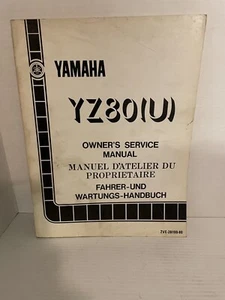 YAMAHA
YZ80(U)
OWNER'S SERVICE
MANUAL
MANUEL D'ATELIER DU
PROPRIETAIRE
FAHRER-UND
WARTUNGS-HANDBUCH